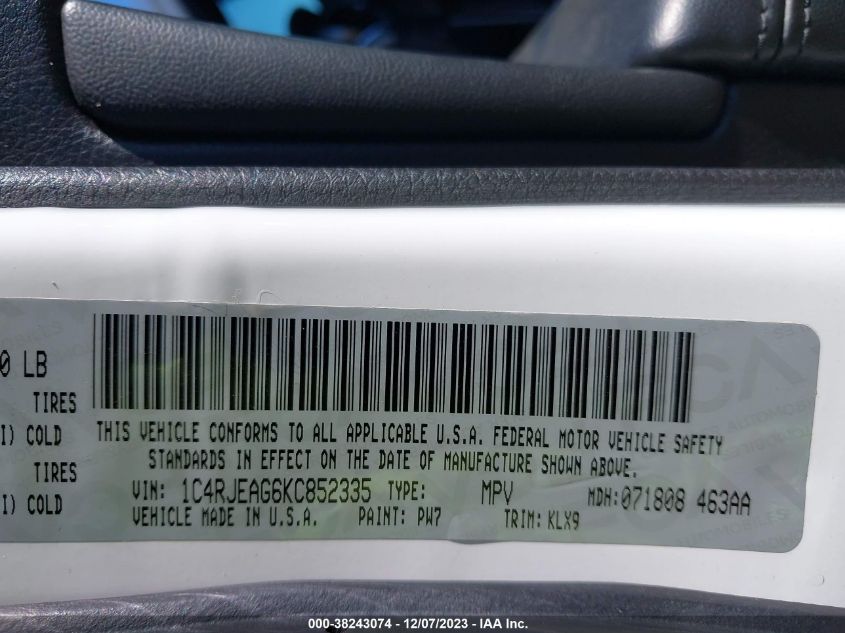 0 LB
TIRES
I) COLD
TIRES
I) COLD
THIS VEHICLE CONFORMS TO ALL APPLICABLE U.S.A. FEDERAL MOTOR VEHICLE SAFETY
STANDARDS IN EFFECT ON THE DATE OF MANUFACTURE SHOWN ABOVE.
VIN: 1C4RJEAG6KC852335 TYPE: MPV MDH:071808 463AA
VEHICLE MADE IN U.S.A. PAINT: PW7 TRIM: KLX9
000-38243074 - 12/07/2023 - IAA Inc.